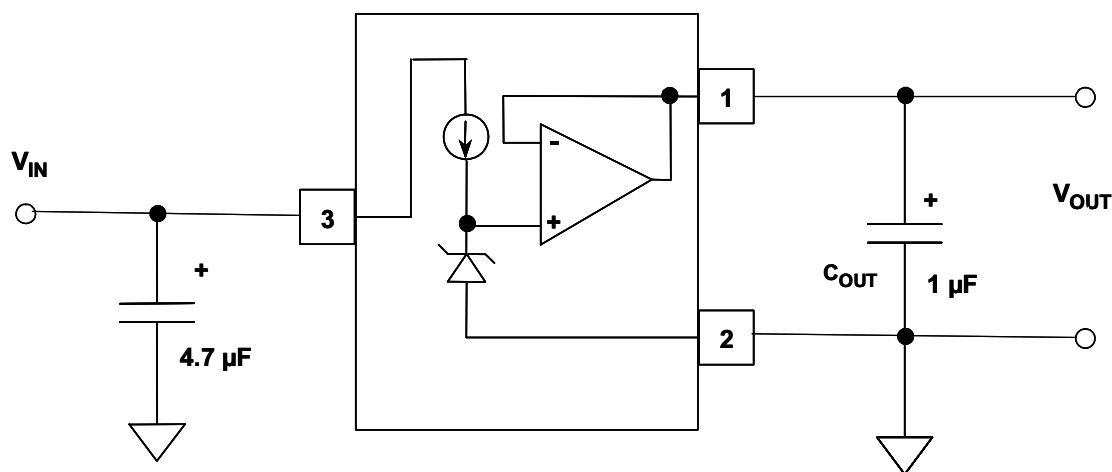 V_IN
3
+
4.7 µF
-
+
1
2
+
C_OUT
1 µF
V_OUT